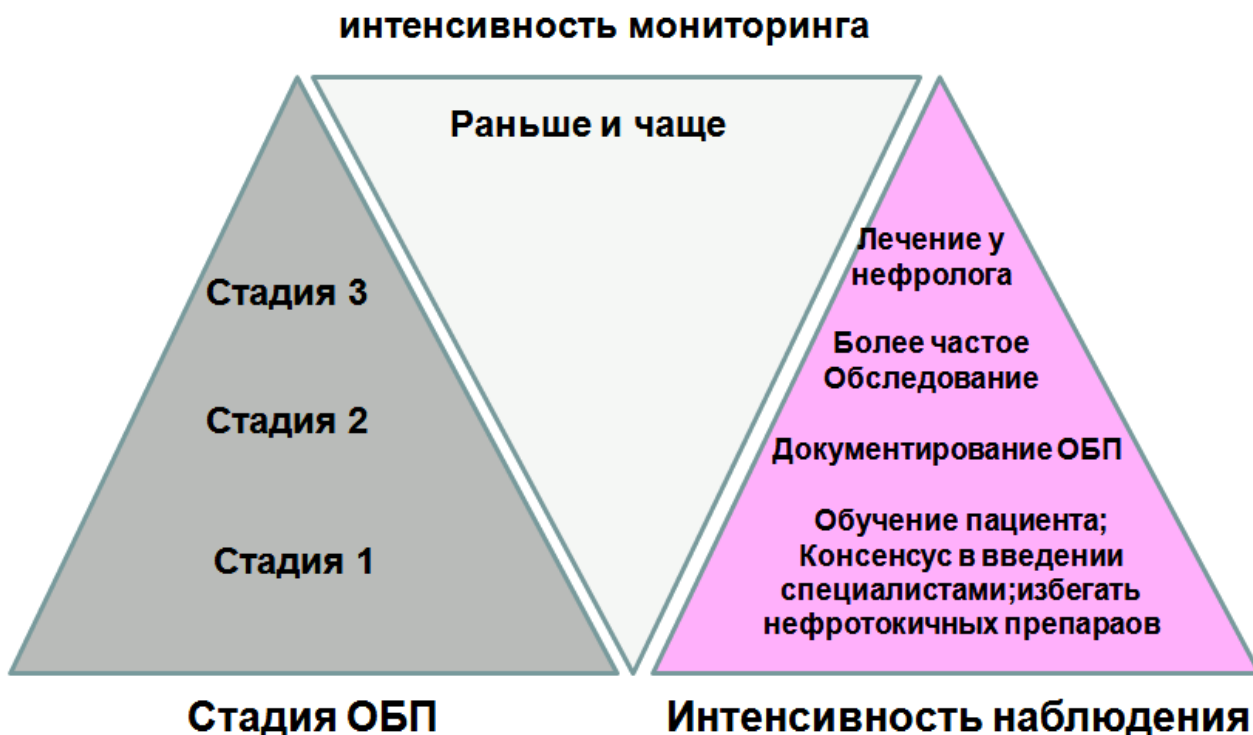 интенсивность мониторинга
Раньше и чаще
Стадия 3
Стадия 2
Стадия 1
Лечение у
нефролога
Более частое
Обследование
Документирование ОБП
Обучение пациента;
Консенсус в введении
специалистами;избегать
нефротокичных препараов
Стадия ОБП
Интенсивность наблюдения